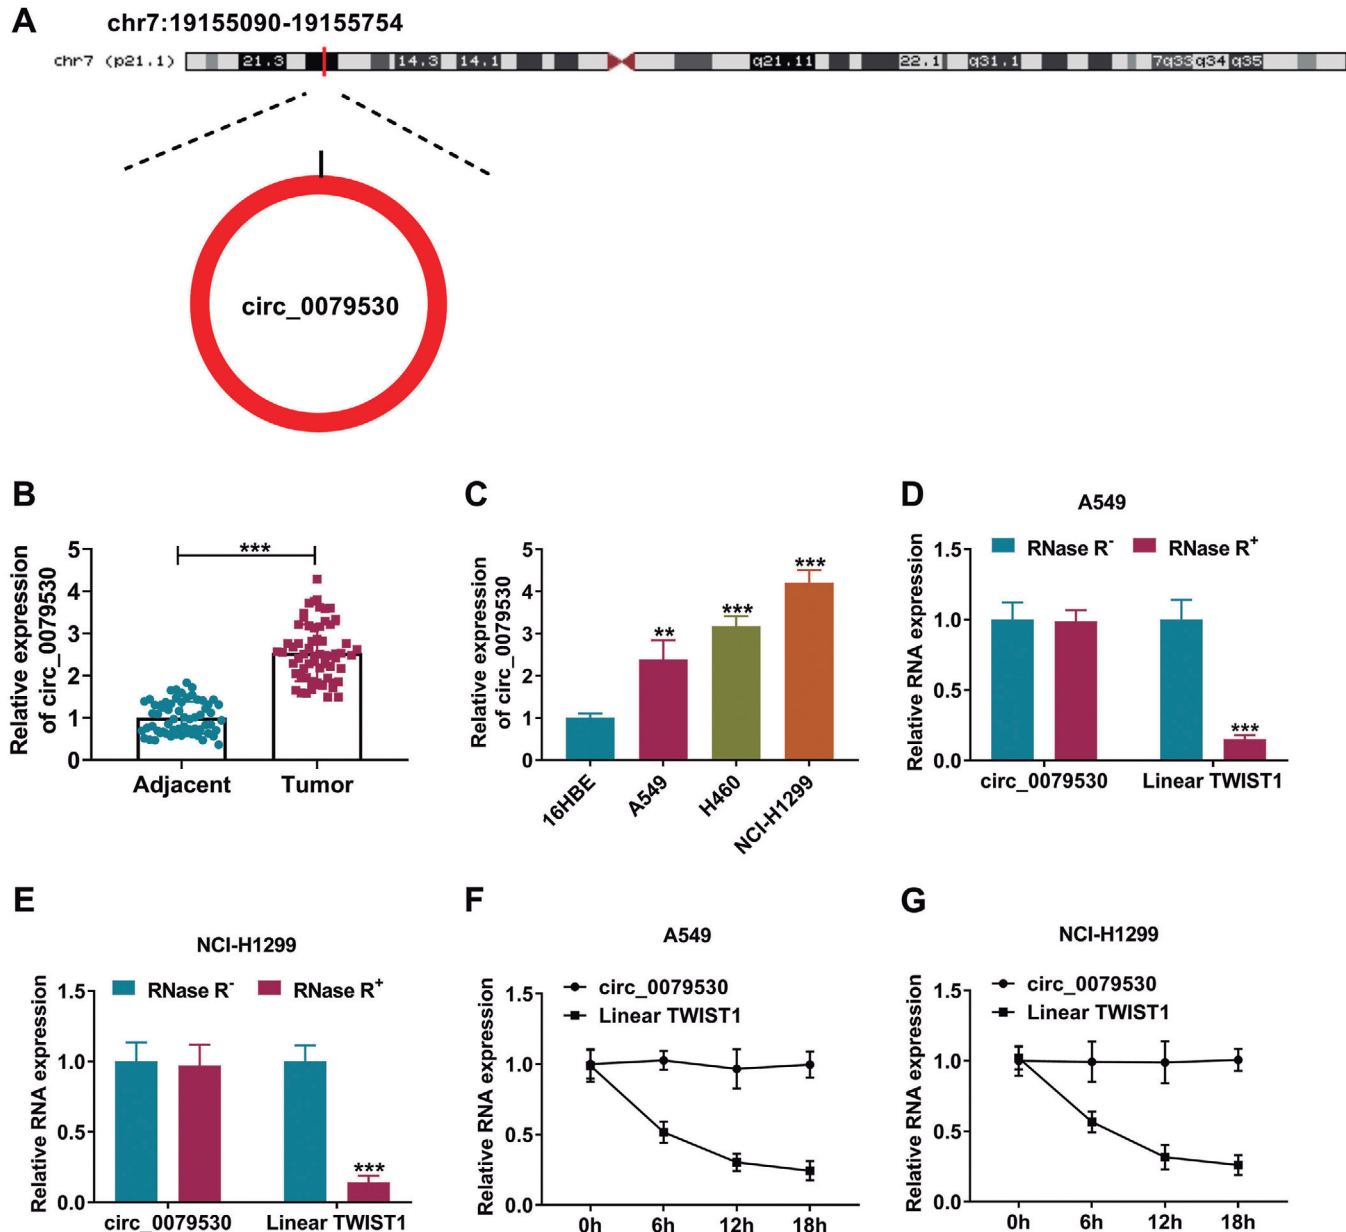 A
chr7:19155090-19155754
chr7 (p21.1) 21.3 14.3 14.1 q21.11 22.1 q31.1 7q33 q34 q35
circ_0079530
B
Relative expression
of circ_0079530
5
4
3
2
1
0
***
Adjacent Tumor
C
Relative expression
of circ_0079530
5
4
3
2
1
0
** *** ***
16HBE A549 H460 NCI-H1299
D
A549
RNase R- RNase R+
Relative RNA expression
1.5
1.0
0.5
0.0
***
circ_0079530 Linear TWIST1
E
NCI-H1299
RNase R- RNase R+
Relative RNA expression
1.5
1.0
0.5
0.0
***
circ_0079530 Linear TWIST1
F
A549
circ_0079530
Linear TWIST1
Relative RNA expression
1.5
1.0
0.5
0.0
0h 6h 12h 18h
G
NCI-H1299
circ_0079530
Linear TWIST1
Relative RNA expression
1.5
1.0
0.5
0.0
0h 6h 12h 18h